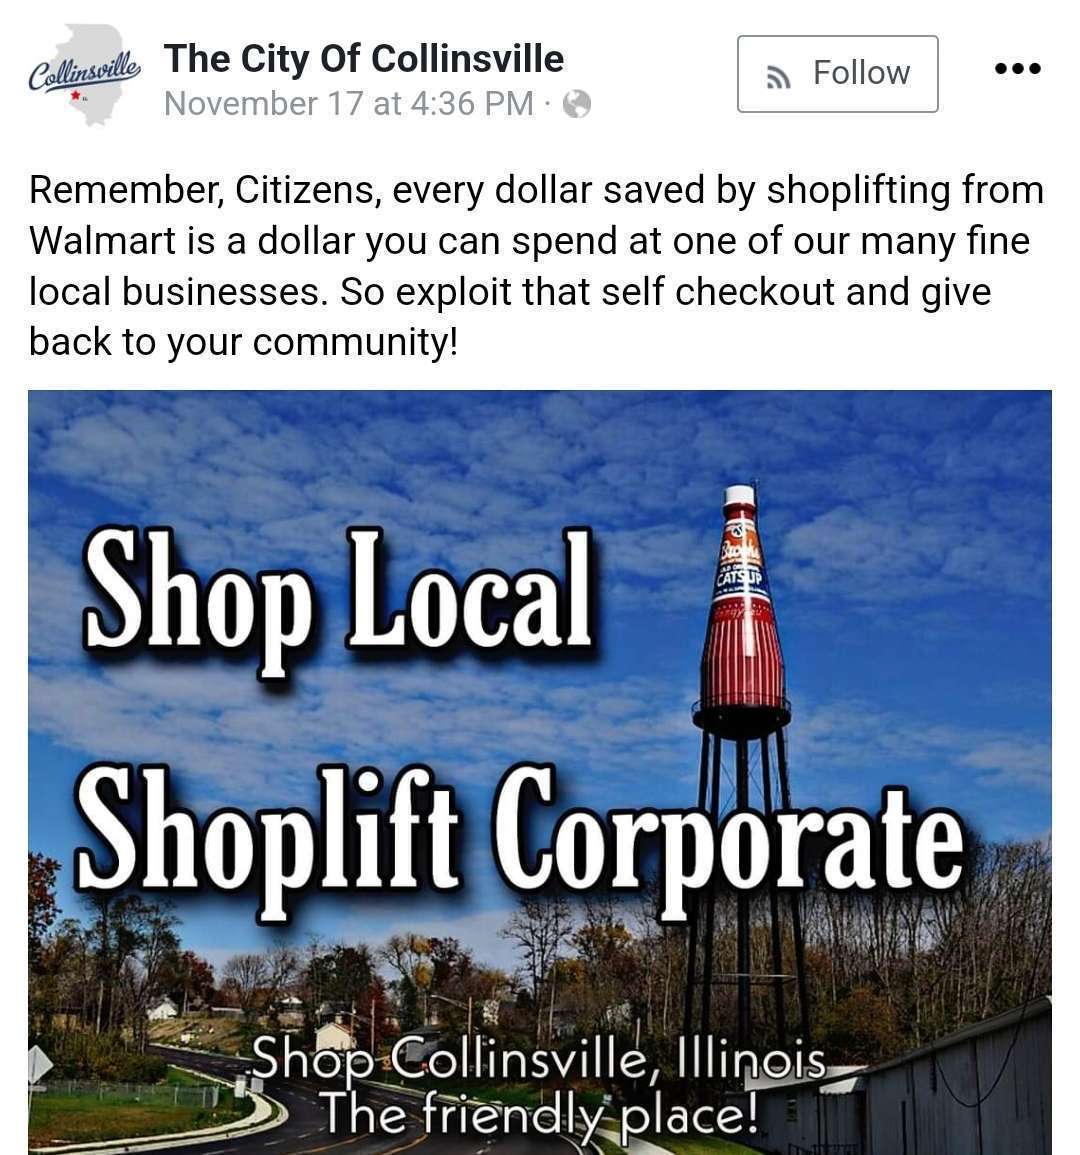 Collinsville
The City Of Collinsville
November 17 at 4:36 PM ·
Follow
Remember, Citizens, every dollar saved by shoplifting from
Walmart is a dollar you can spend at one of our many fine
local businesses. So exploit that self checkout and give
back to your community!
Shop Local
Brooks
CATSUP
Shoplift Corporate
Shop Collinsville, Illinois
The friendly place!